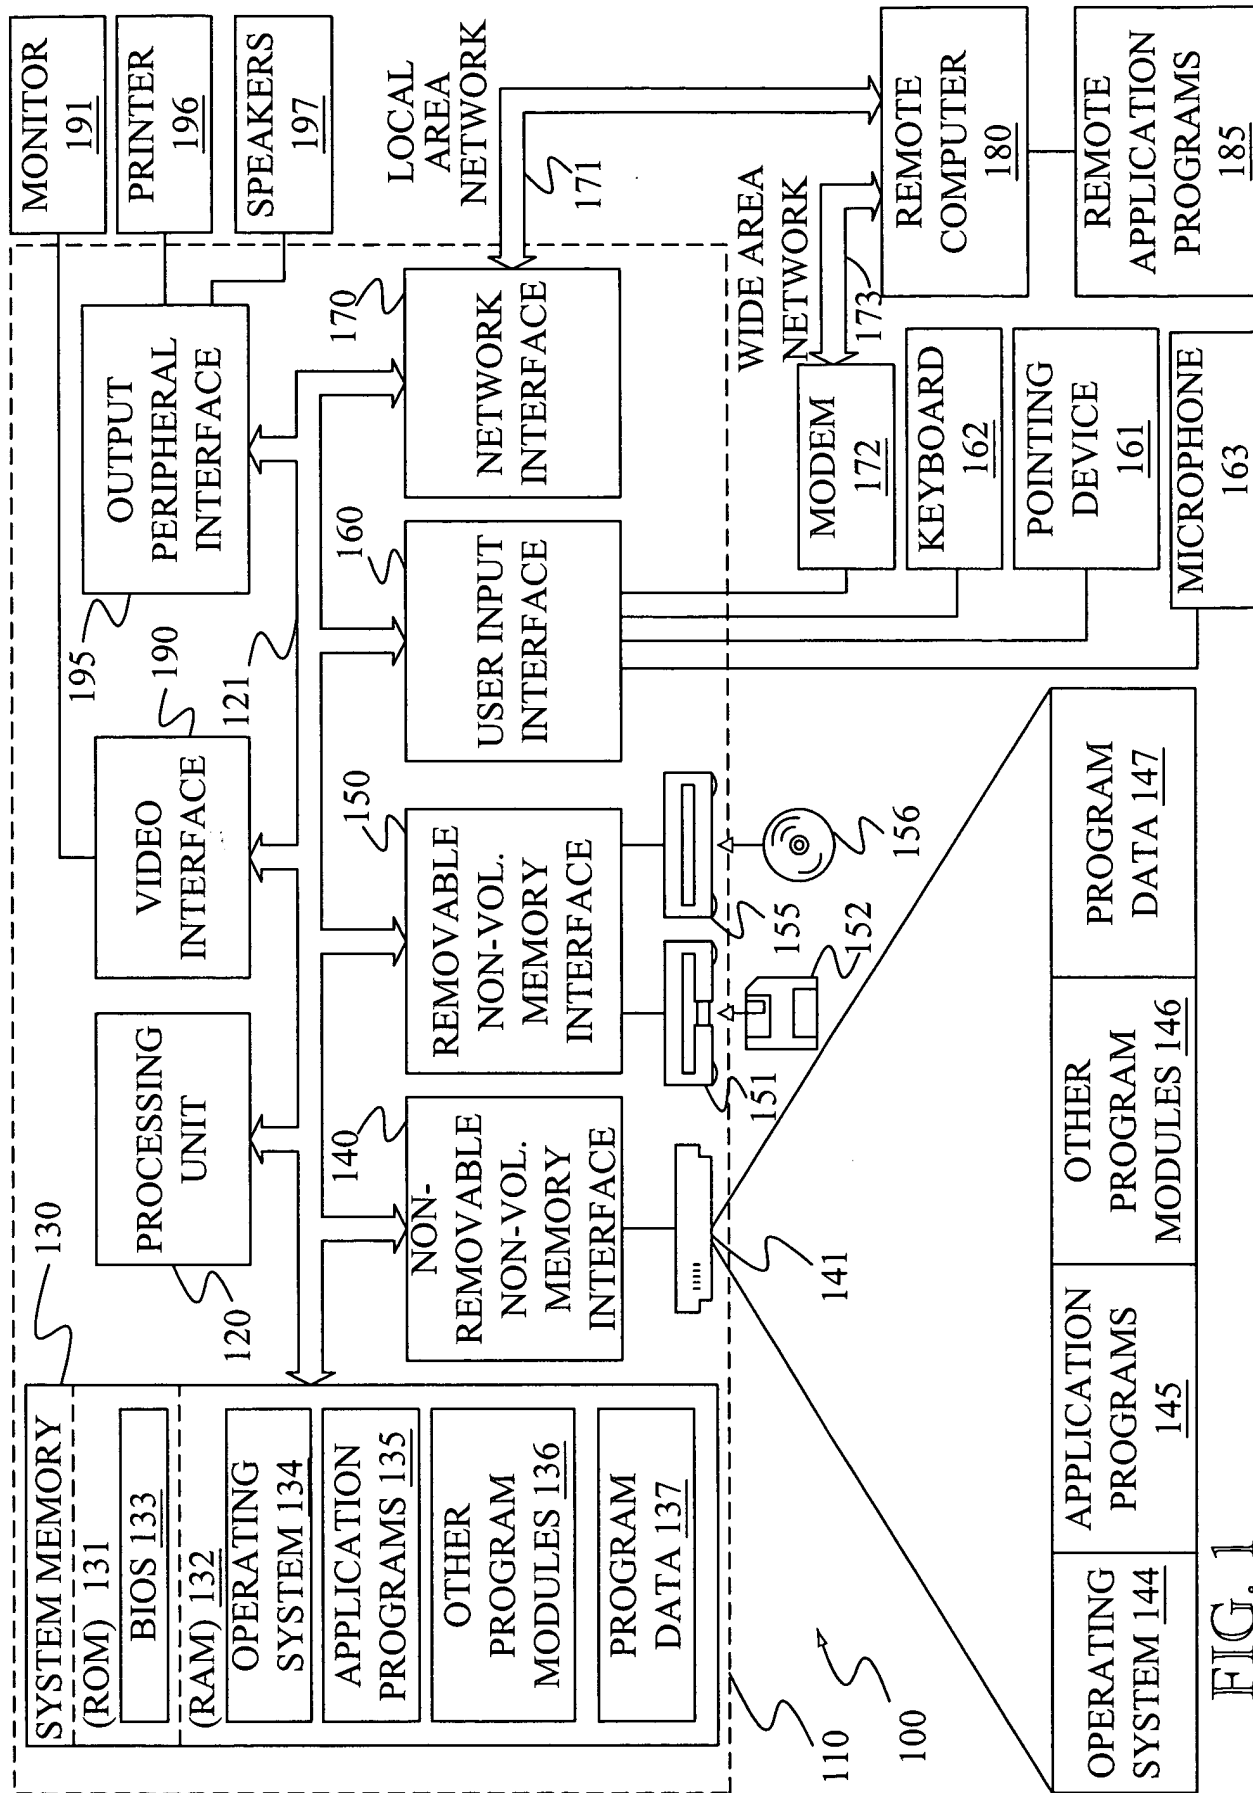 SYSTEM MEMORY
(ROM) 131
BIOS 133
(RAM) 132
OPERATING
SYSTEM 134
APPLICATION
PROGRAMS 135
OTHER
PROGRAM
MODULES 136
PROGRAM
DATA 137
130
PROCESSING
UNIT
120
VIDEO
INTERFACE
190
121
OUTPUT
PERIPHERAL
INTERFACE
195
MONITOR
191
PRINTER
196
SPEAKERS
197
NON-
REMOVABLE
NON-VOL.
MEMORY
INTERFACE
140
REMOVABLE
NON-VOL.
MEMORY
INTERFACE
150
USER INPUT
INTERFACE
160
NETWORK
INTERFACE
170
LOCAL
AREA
NETWORK
171
141
151
152
155
156
WIDE AREA
NETWORK
173
MODEM
172
KEYBOARD
162
POINTING
DEVICE
161
MICROPHONE
163
REMOTE
COMPUTER
180
REMOTE
APPLICATION
PROGRAMS
185
110
100
OPERATING
SYSTEM 144
APPLICATION
PROGRAMS
145
OTHER
PROGRAM
MODULES 146
PROGRAM
DATA 147
FIG. 1